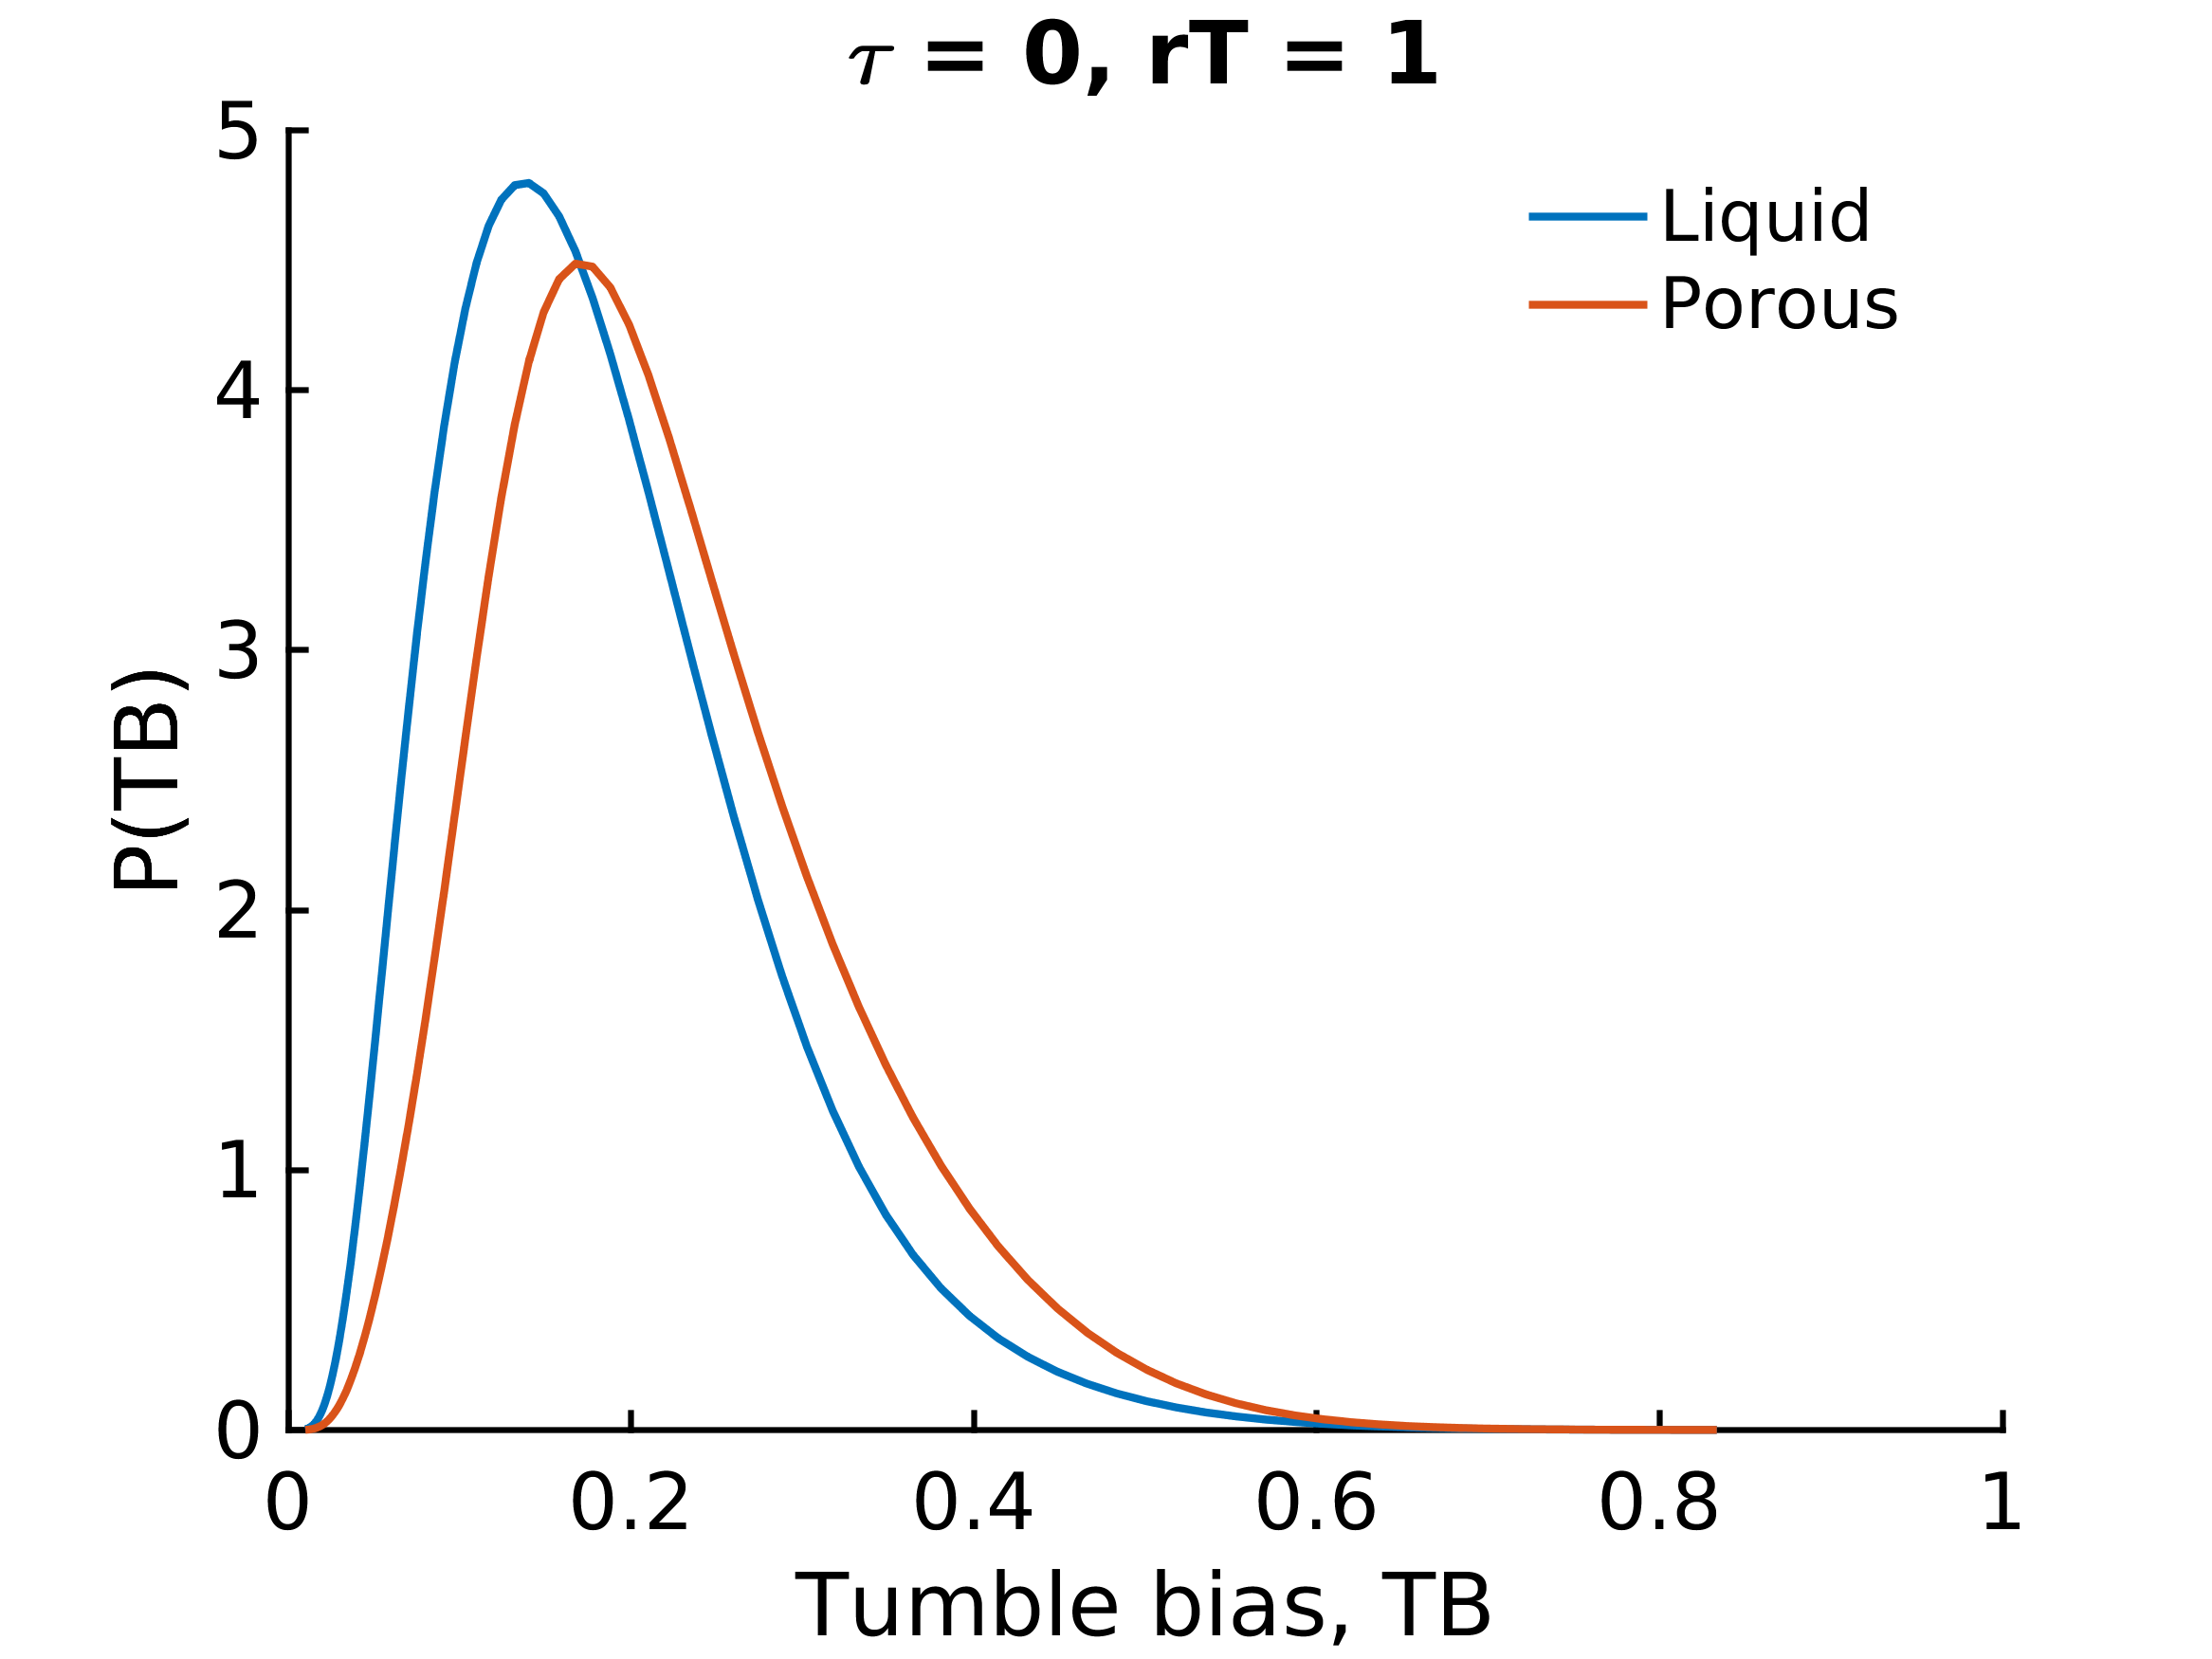 τ = 0, rT = 1
5
4
3
2
1
0
P(TB)
Liquid
Porous
0 0.2 0.4 0.6 0.8 1
Tumble bias, TB